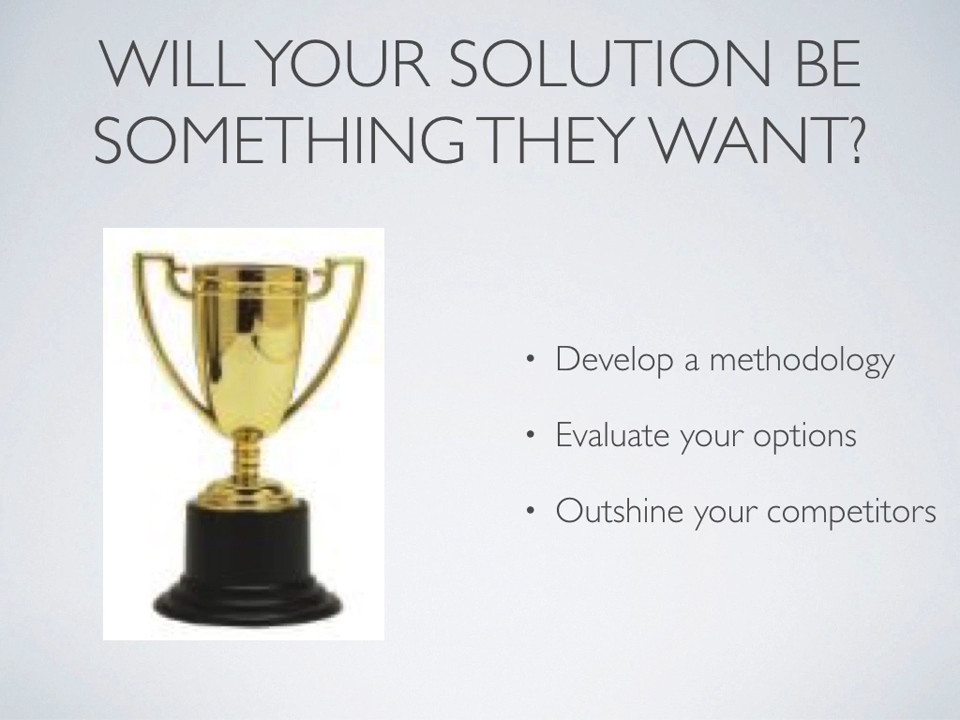 WILL YOUR SOLUTION BE
SOMETHING THEY WANT?
• Develop a methodology
• Evaluate your options
• Outshine your competitors